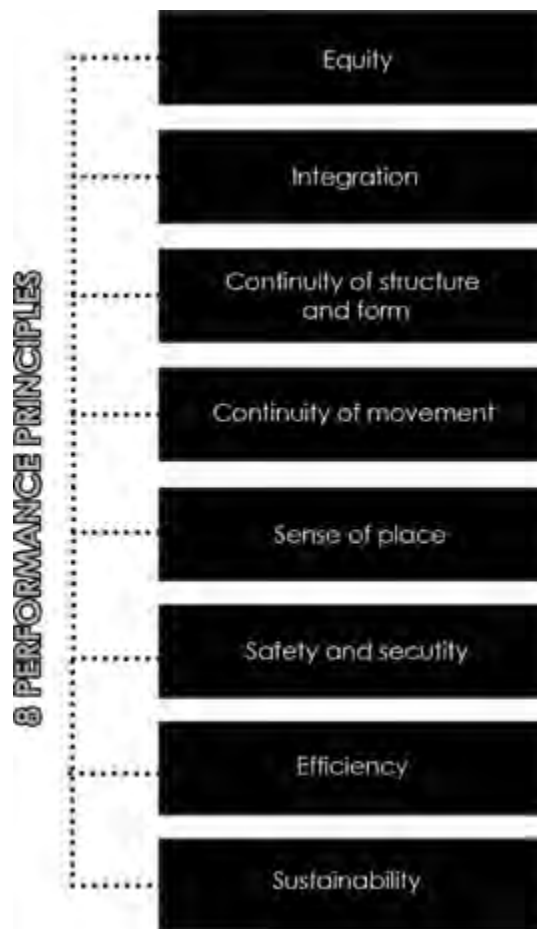 8 PERFORMANCE PRINCIPLES
Equity
Integration
Continuity of structure
and form
Continuity of movement
Sense of place
Safety and secutity
Efficiency
Sustainability